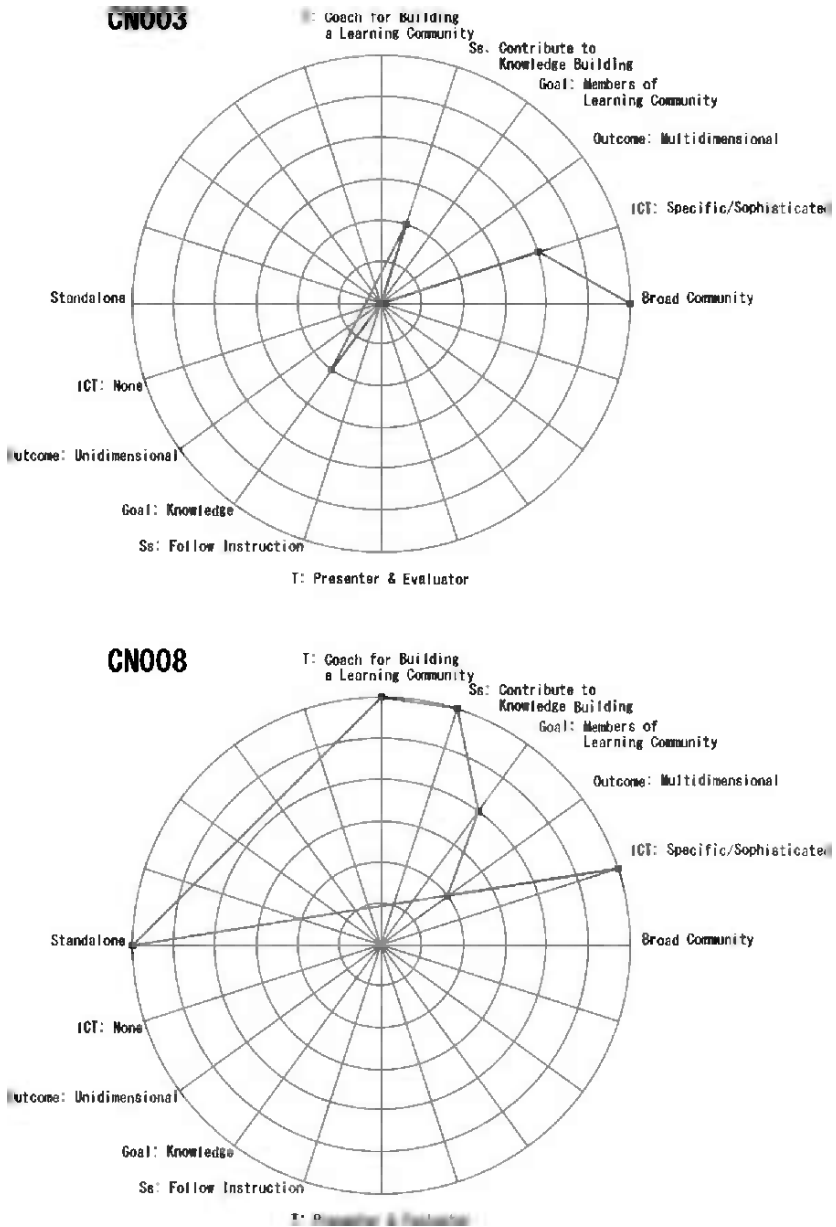 CN003
Coach for Building
a Learning Community
Ss: Contribute to
Knowledge Building
Goal: Members of
Learning Community
Outcome: Multidimensional
ICT: Specific/Sophisticated
Standalone
Broad Community
ICT: None
Outcome: Unidimensional
Goal: Knowledge
Ss: Follow Instruction
T: Presenter & Evaluator
CN008
T: Coach for Building
a Learning Community
Ss: Contribute to
Knowledge Building
Goal: Members of
Learning Community
Outcome: Multidimensional
ICT: Specific/Sophisticated
Standalone
Broad Community
ICT: None
Outcome: Unidimensional
Goal: Knowledge
Ss: Follow Instruction